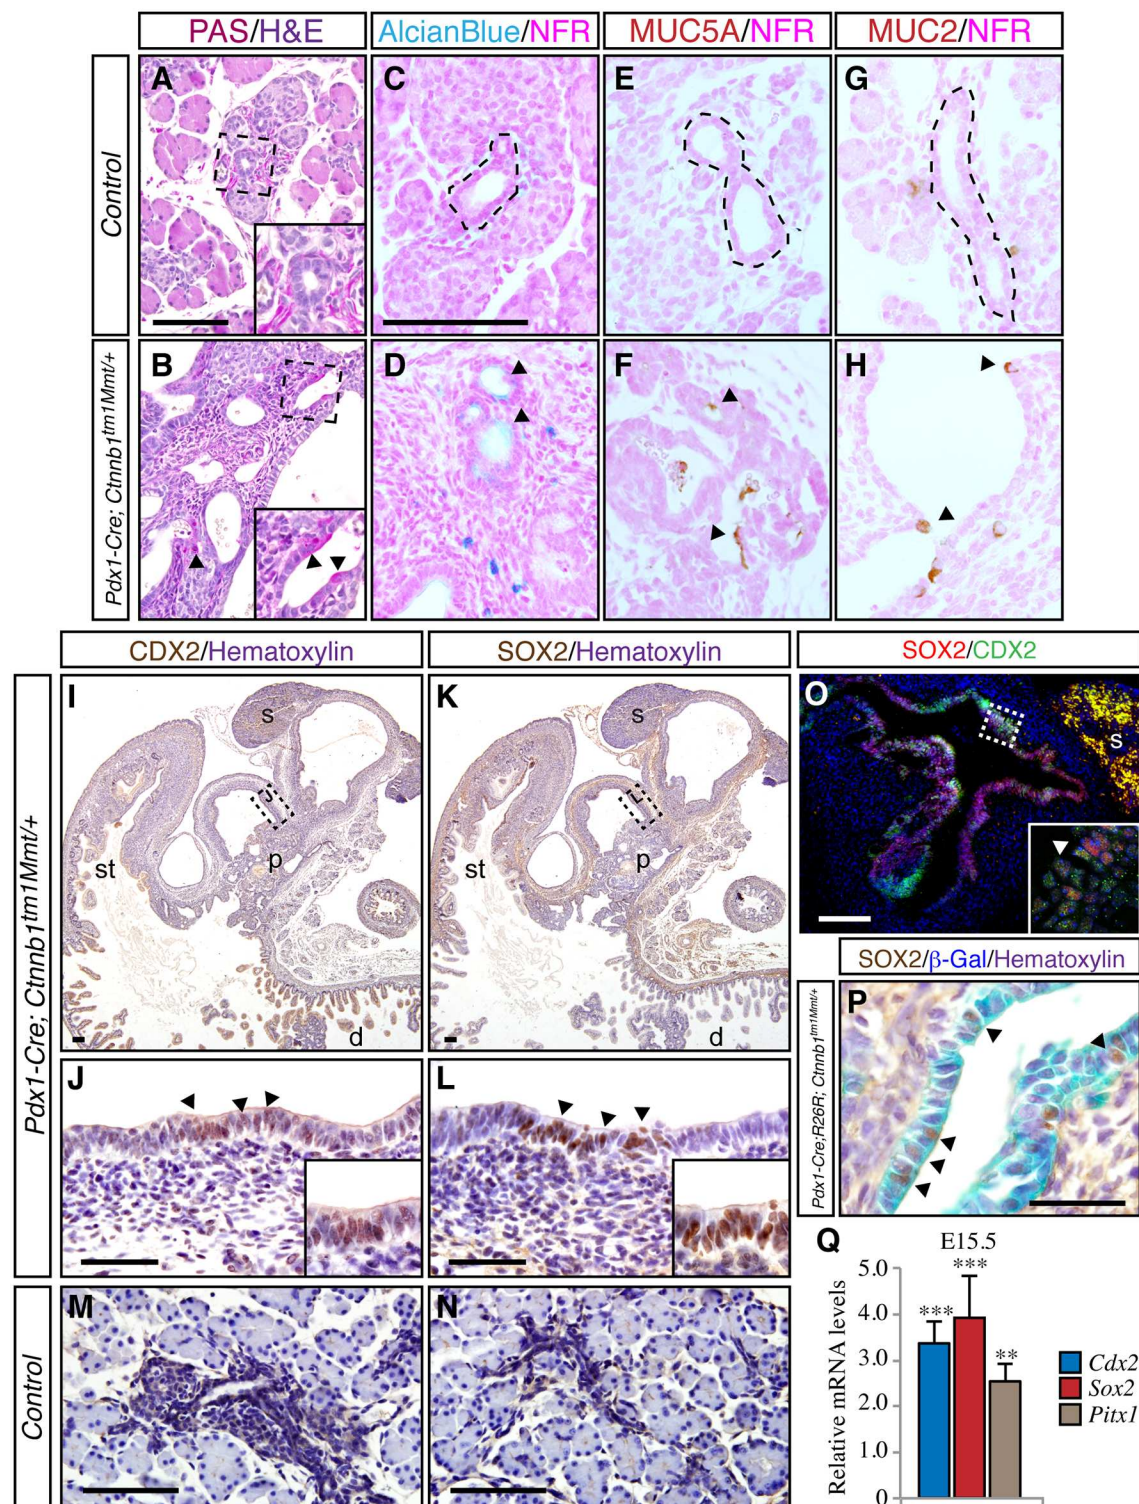 PAS/H&E
AlcianBlue/NFR
MUC5A/NFR
MUC2/NFR
Control
A
C
E
G
Pdx1-Cre; Ctnnb1tm1Mmt/+
B
D
F
H
CDX2/Hematoxylin
SOX2/Hematoxylin
SOX2/CDX2
Pdx1-Cre; Ctnnb1tm1Mmt/+
I
s
J
st
p
d
K
s
L
st
p
d
O
s
SOX2/β-Gal/Hematoxylin
Pdx1-Cre;R26R; Ctnnb1tm1Mmt/+
P
J
L
Control
M
N
Q
E15.5
Relative mRNA levels
5.0
4.0
3.0
2.0
1.0
0
***
***
**
Cdx2
Sox2
Pitx1